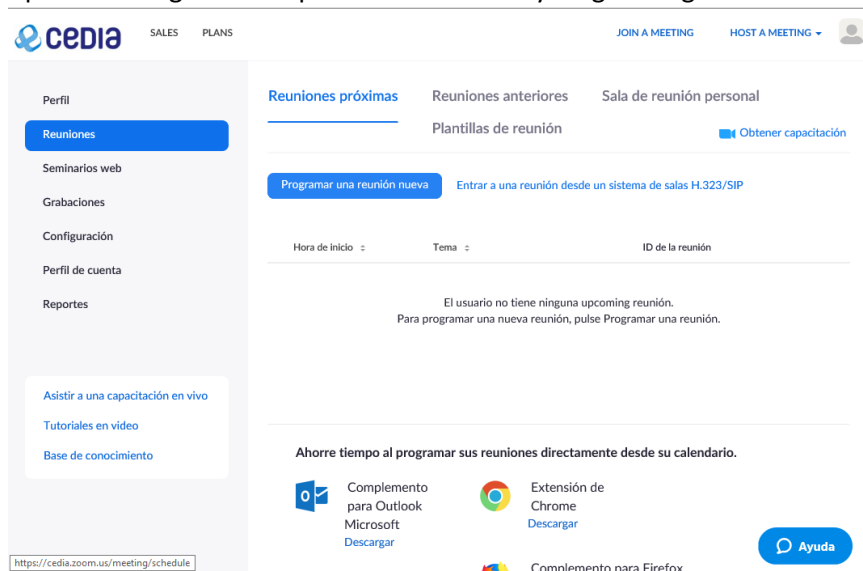 CEDIA
SALES PLANS
JOIN A MEETING HOST A MEETING
Perfil
Reuniones
Seminarios web
Grabaciones
Configuración
Perfil de cuenta
Reportes
Asistir a una capacitación en vivo
Tutoriales en video
Base de conocimiento
Reuniones próximas Reuniones anteriores Sala de reunión personal
Plantillas de reunión
Obtener capacitación
Programar una reunión nueva Entrar a una reunión desde un sistema de salas H.323/SIP
Hora de inicio Tema ID de la reunión
El usuario no tiene ninguna upcoming reunión.
Para programar una nueva reunión, pulse Programar una reunión.
Ahorre tiempo al programar sus reuniones directamente desde su calendario.
Complemento
para Outlook
Microsoft
Descargar
Extensión de
Chrome
Descargar
Complemento para Firefox
Ayuda
https://cedia.zoom.us/meeting/schedule